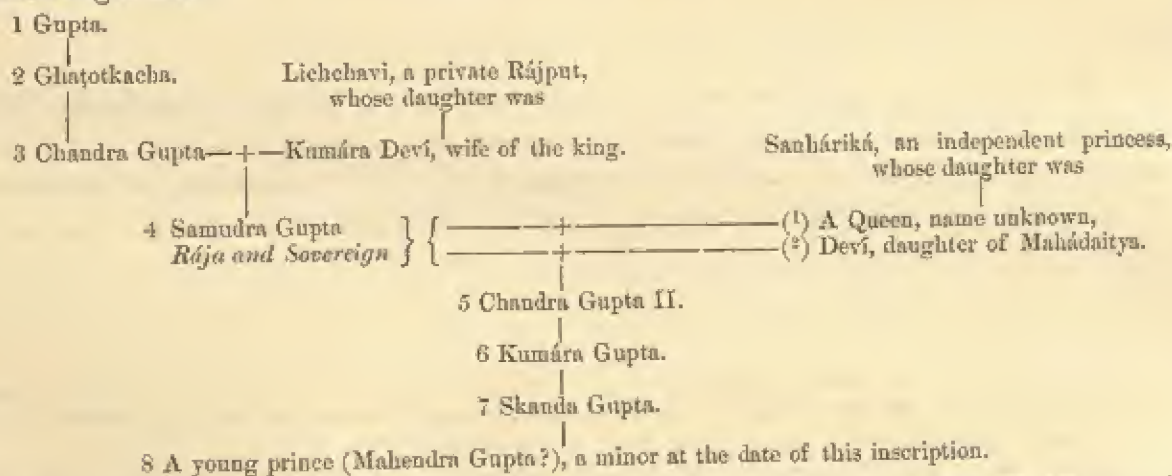 1 Gupta.
2 Ghaṭotkacha.
Lichchavi, a private Rájput,
whose daughter was
3 Chandra Gupta—+—Kumára Deví, wife of the king.
Sanháriká, an independent princess,
whose daughter was
4 Samudra Gupta
Rája and Sovereign } { ———+——— (¹) A Queen, name unknown,
———+——— (²) Deví, daughter of Mahádaitya.
5 Chandra Gupta II.
6 Kumára Gupta.
7 Skanda Gupta.
8 A young prince (Mahendra Gupta?), a minor at the date of this inscription.